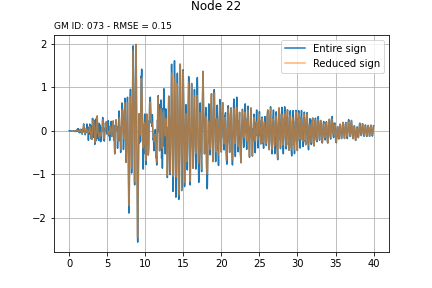 Node 22
GM ID: 073 - RMSE = 0.15
Entire sign
Reduced sign
2
1
0
−1
−2
0 5 10 15 20 25 30 35 40